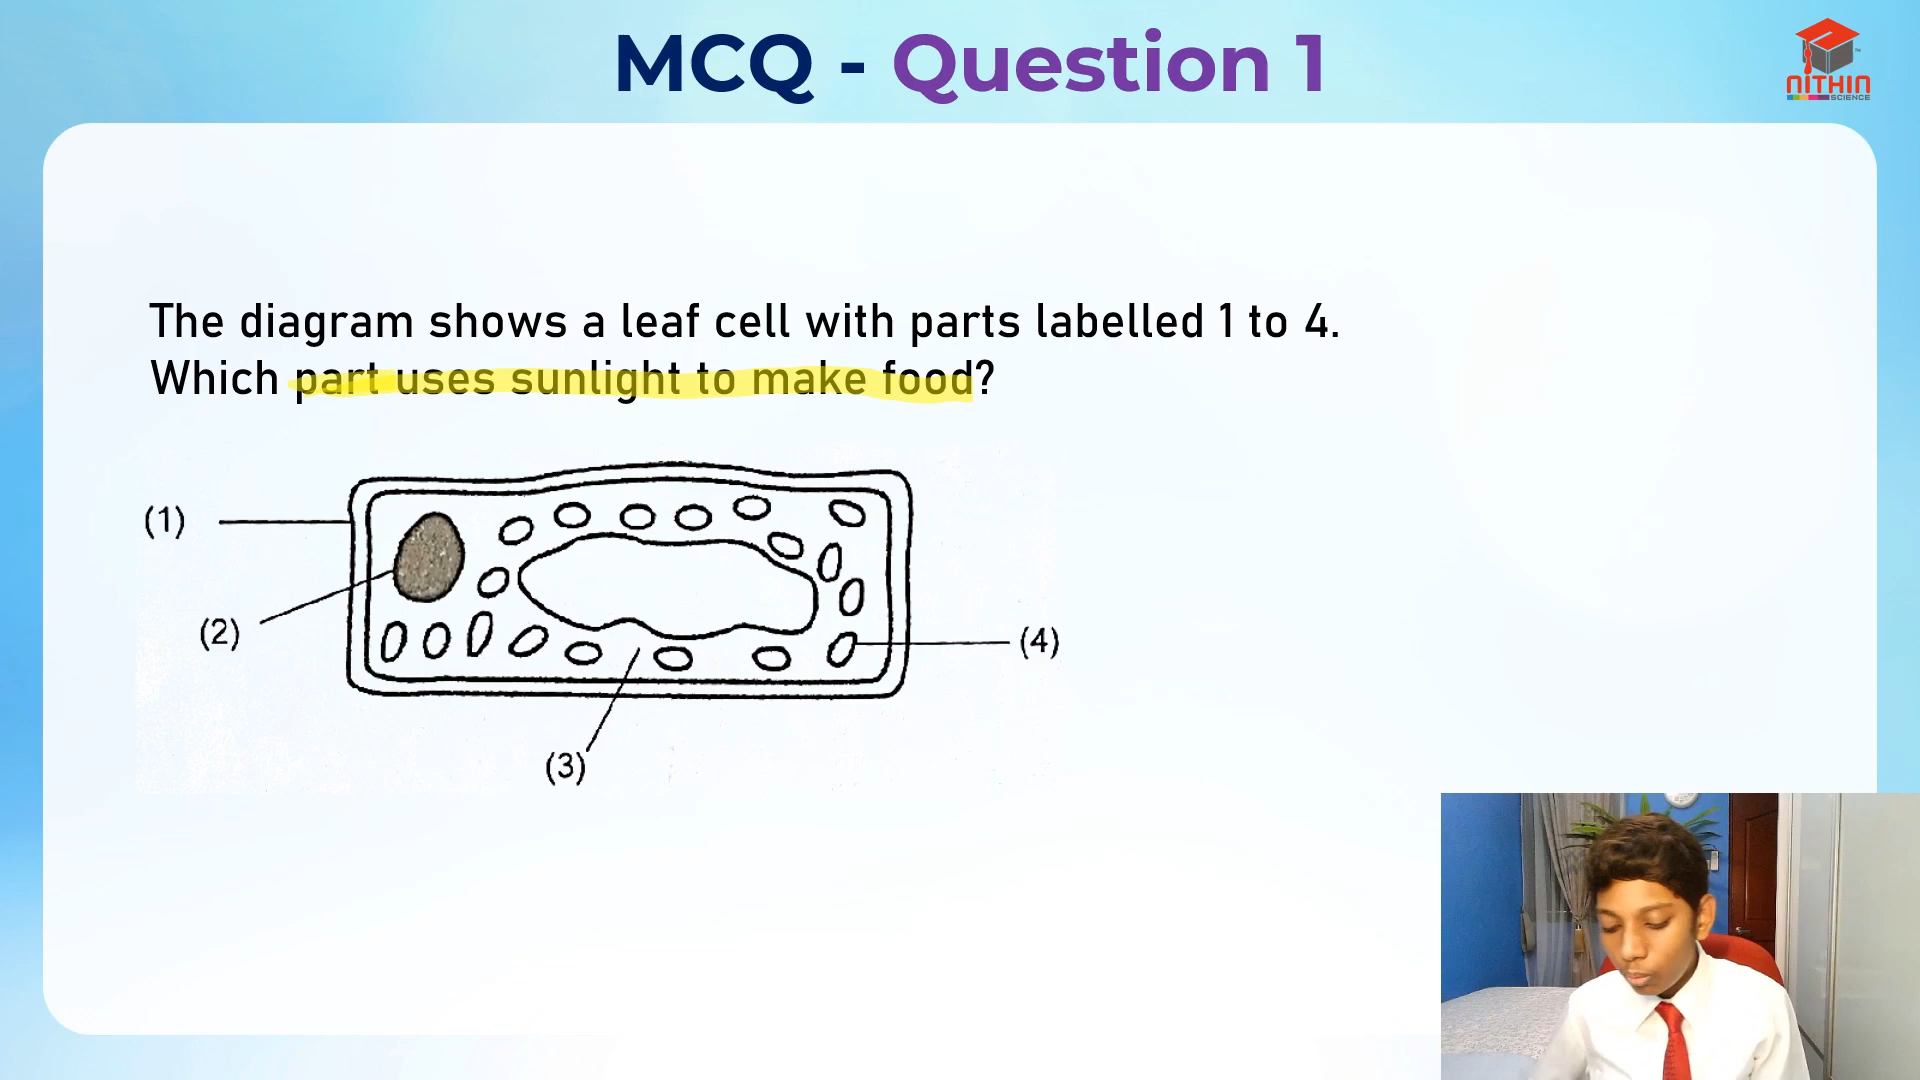 MCQ - Question 1
NITHIN
SCIENCE
The diagram shows a leaf cell with parts labelled 1 to 4.
Which part uses sunlight to make food?
(1)
(2)
(4)
(3)